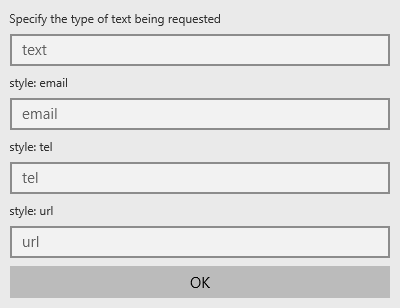 Specify the type of text being requested
text
style: email
email
style: tel
tel
style: url
url
OK